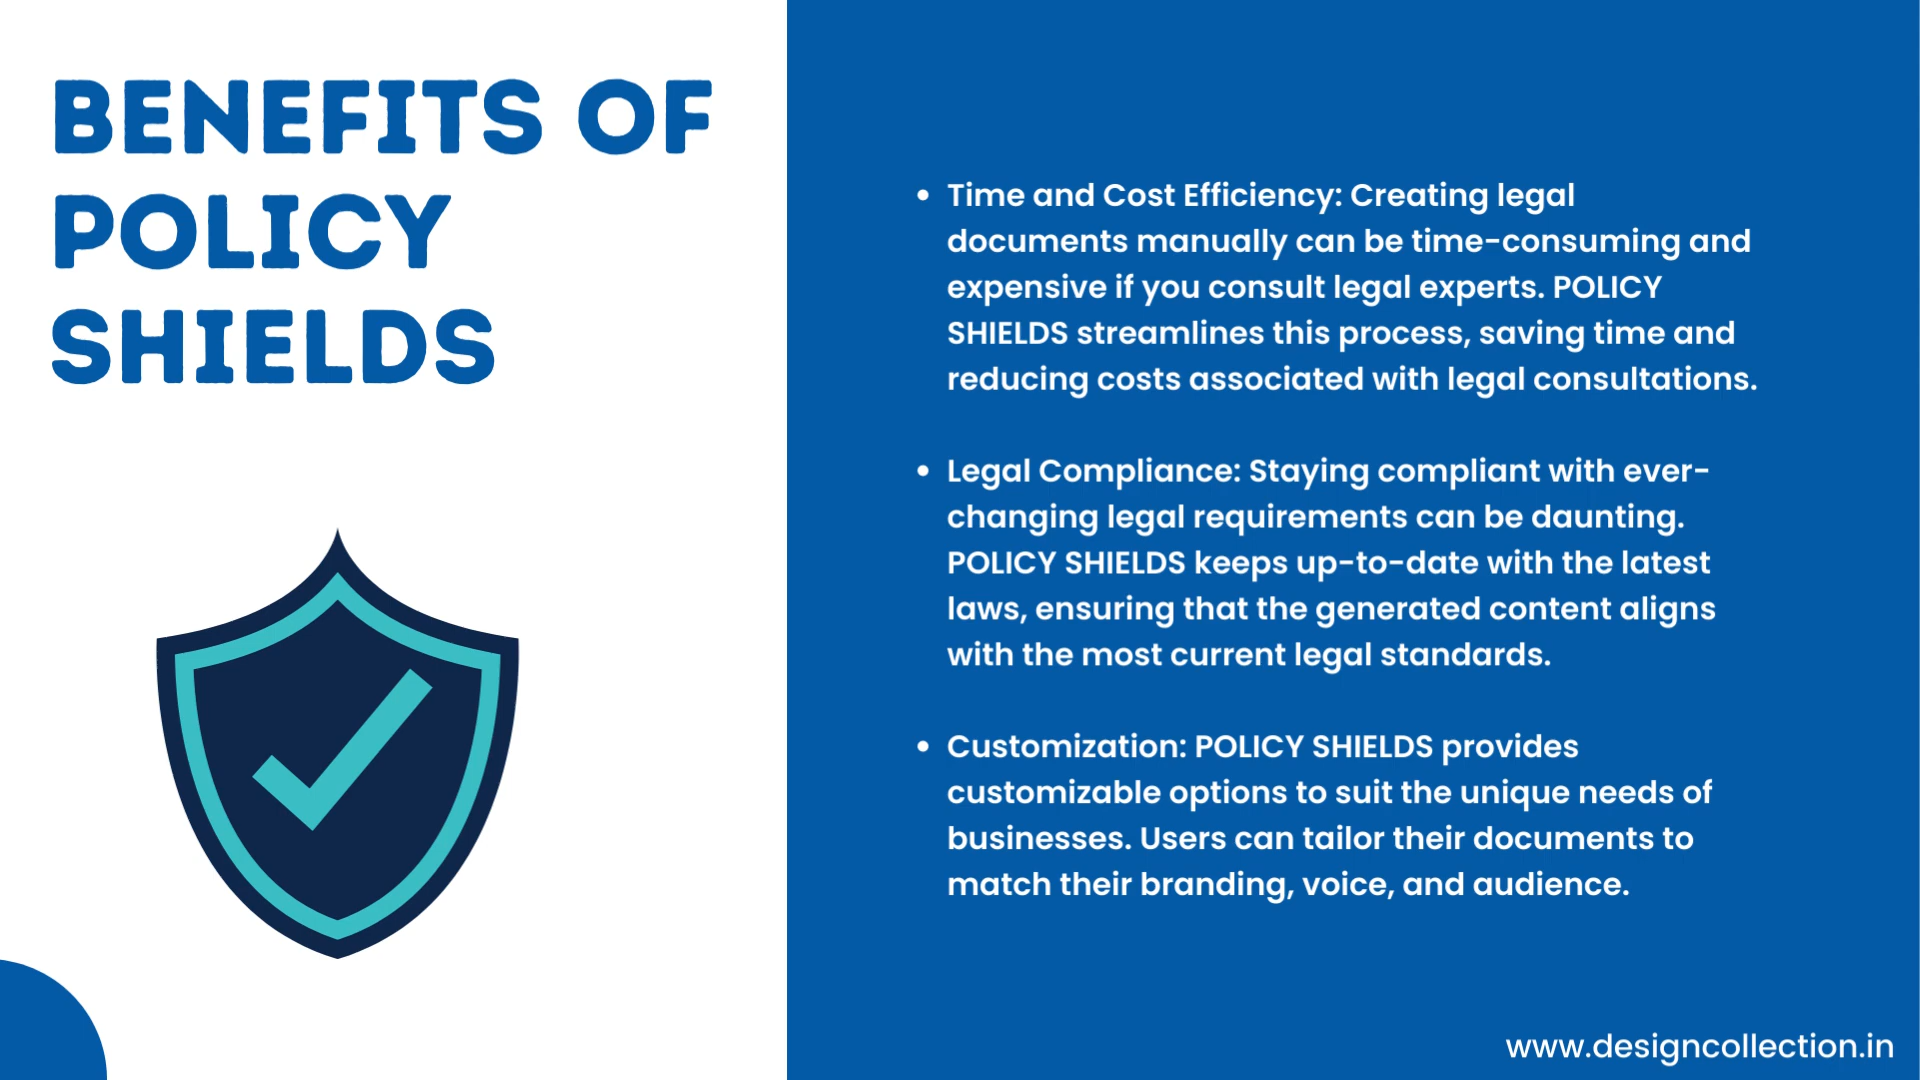 BENEFITS OF
POLICY
SHIELDS
• Time and Cost Efficiency: Creating legal
documents manually can be time-consuming and
expensive if you consult legal experts. POLICY
SHIELDS streamlines this process, saving time and
reducing costs associated with legal consultations.
• Legal Compliance: Staying compliant with ever-
changing legal requirements can be daunting.
POLICY SHIELDS keeps up-to-date with the latest
laws, ensuring that the generated content aligns
with the most current legal standards.
• Customization: POLICY SHIELDS provides
customizable options to suit the unique needs of
businesses. Users can tailor their documents to
match their branding, voice, and audience.
www.designcollection.in